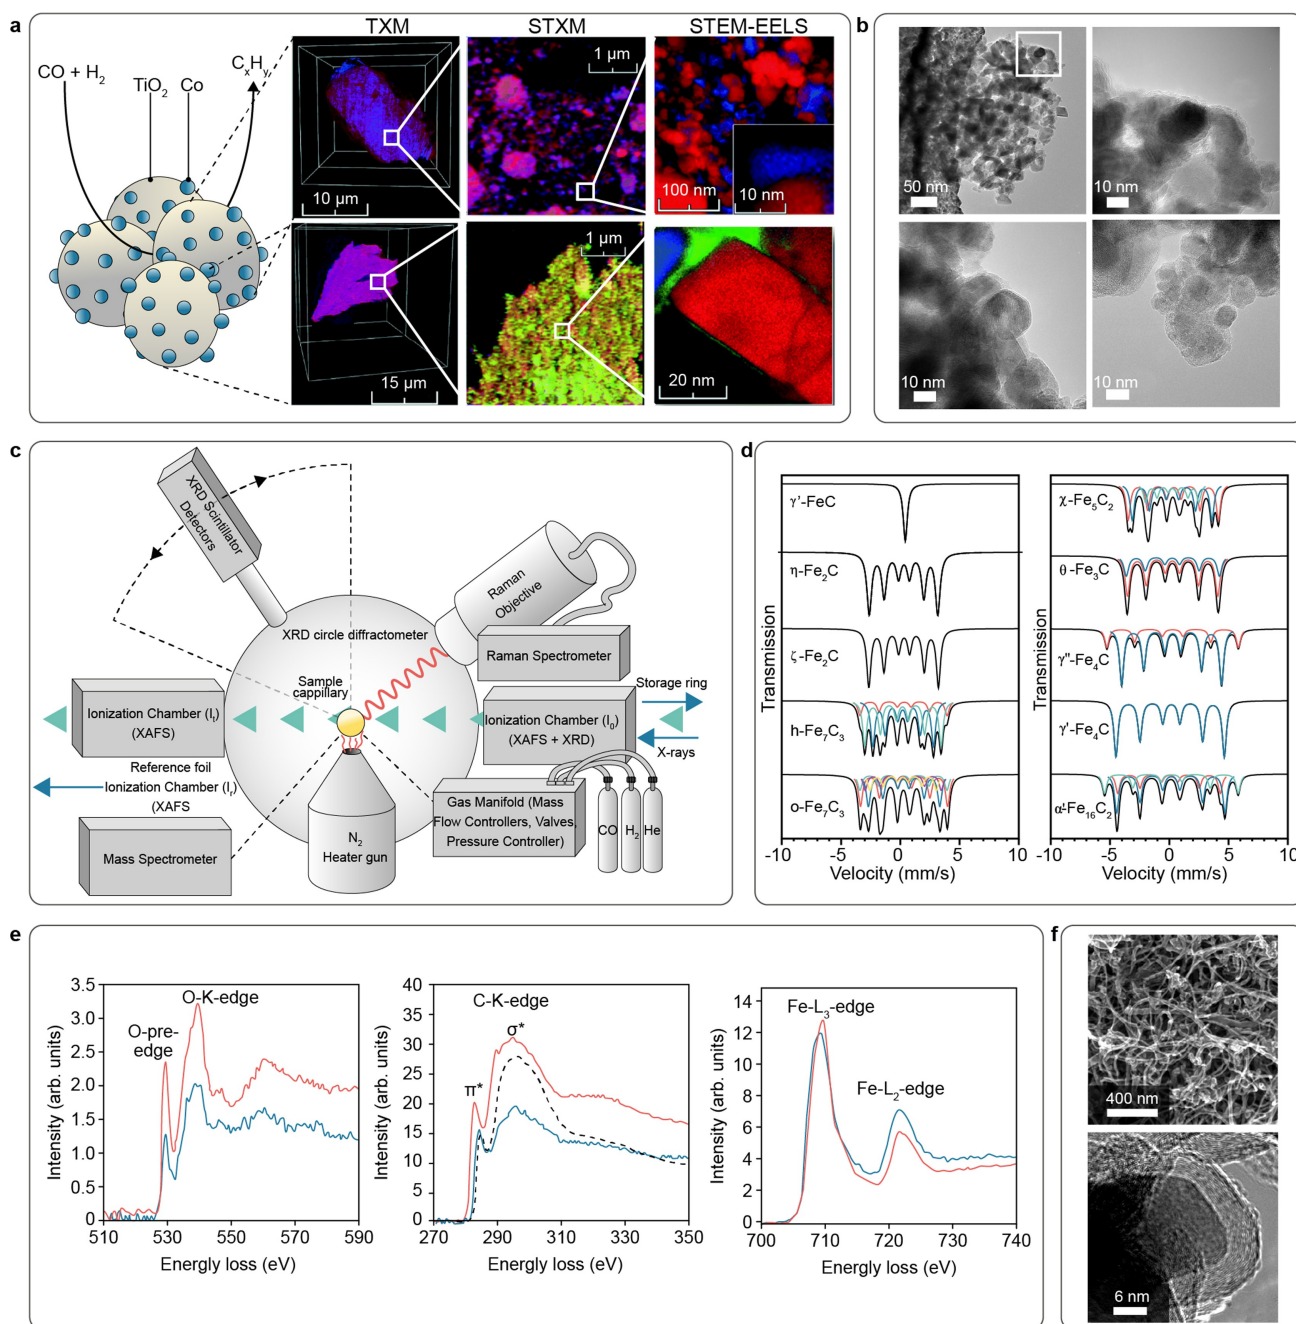 a
TXM
STXM
STEM-EELS
CO + H2
TiO2
Co
CxHy
1 µm
10 µm
100 nm
10 nm
1 µm
15 µm
20 nm
b
50 nm
10 nm
10 nm
10 nm
c
XRD Scintillator
Detectors
Raman
Objective
XRD circle diffractometer
Raman Spectrometer
Sample
cappillary
Storage ring
Ionization Chamber (It)
(XAFS)
Ionization Chamber (I0)
(XAFS + XRD)
X-rays
Reference foil
Ionization Chamber (Ir)
(XAFS
Mass Spectrometer
N2
Heater gun
Gas Manifold (Mass
Flow Controllers, Valves,
Pressure Controller)
CO
H2
He
d
Transmission
γ'-FeC
η-Fe2C
ζ-Fe2C
h-Fe7C3
o-Fe7C3
-10
-5
0
5
10
Velocity (mm/s)
Transmission
χ-Fe5C2
θ-Fe3C
γ"-Fe4C
γ'-Fe4C
α'-Fe16C2
-10
-5
0
5
10
Velocity (mm/s)
e
Intensity (arb. units)
3.5
3.0
2.5
2.0
1.5
1.0
0.5
0
O-K-edge
O-pre-
edge
510
530
550
570
590
Energly loss (eV)
Intensity (arb. units)
40
35
30
25
20
15
10
5
0
C-K-edge
σ*
π*
270
290
310
330
350
Energly loss (eV)
Intensity (arb. units)
14
12
10
8
6
4
2
0
Fe-L3-edge
Fe-L2-edge
700
710
720
730
740
Energly loss (eV)
f
400 nm
6 nm